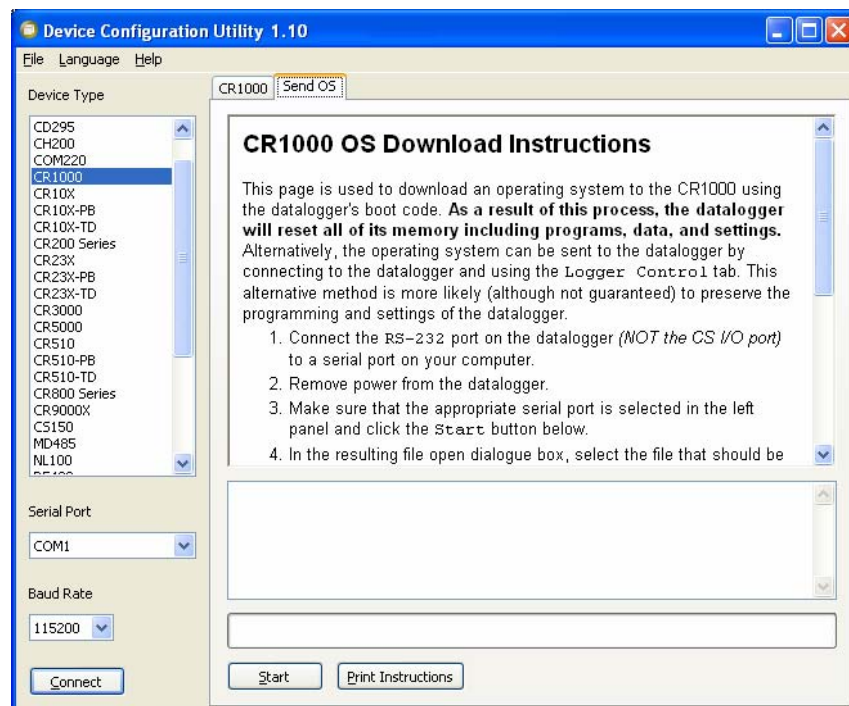 Device Configuration Utility 1.10
File Language Help
Device Type
CD295
CH200
COM220
CR1000
CR10X
CR10X-PB
CR10X-TD
CR200 Series
CR23X
CR23X-PB
CR23X-TD
CR3000
CR5000
CR510
CR510-PB
CR510-TD
CR800 Series
CR9000X
CS150
MD485
NL100
Serial Port
COM1
Baud Rate
115200
Connect
CR1000 Send OS
CR1000 OS Download Instructions
This page is used to download an operating system to the CR1000 using
the datalogger's boot code. As a result of this process, the datalogger
will reset all of its memory including programs, data, and settings.
Alternatively, the operating system can be sent to the datalogger by
connecting to the datalogger and using the Logger Control tab. This
alternative method is more likely (although not guaranteed) to preserve the
programming and settings of the datalogger.
1. Connect the RS-232 port on the datalogger (NOT the CS I/O port)
to a serial port on your computer.
2. Remove power from the datalogger.
3. Make sure that the appropriate serial port is selected in the left
panel and click the Start button below.
4. In the resulting file open dialogue box, select the file that should be
Start Print Instructions